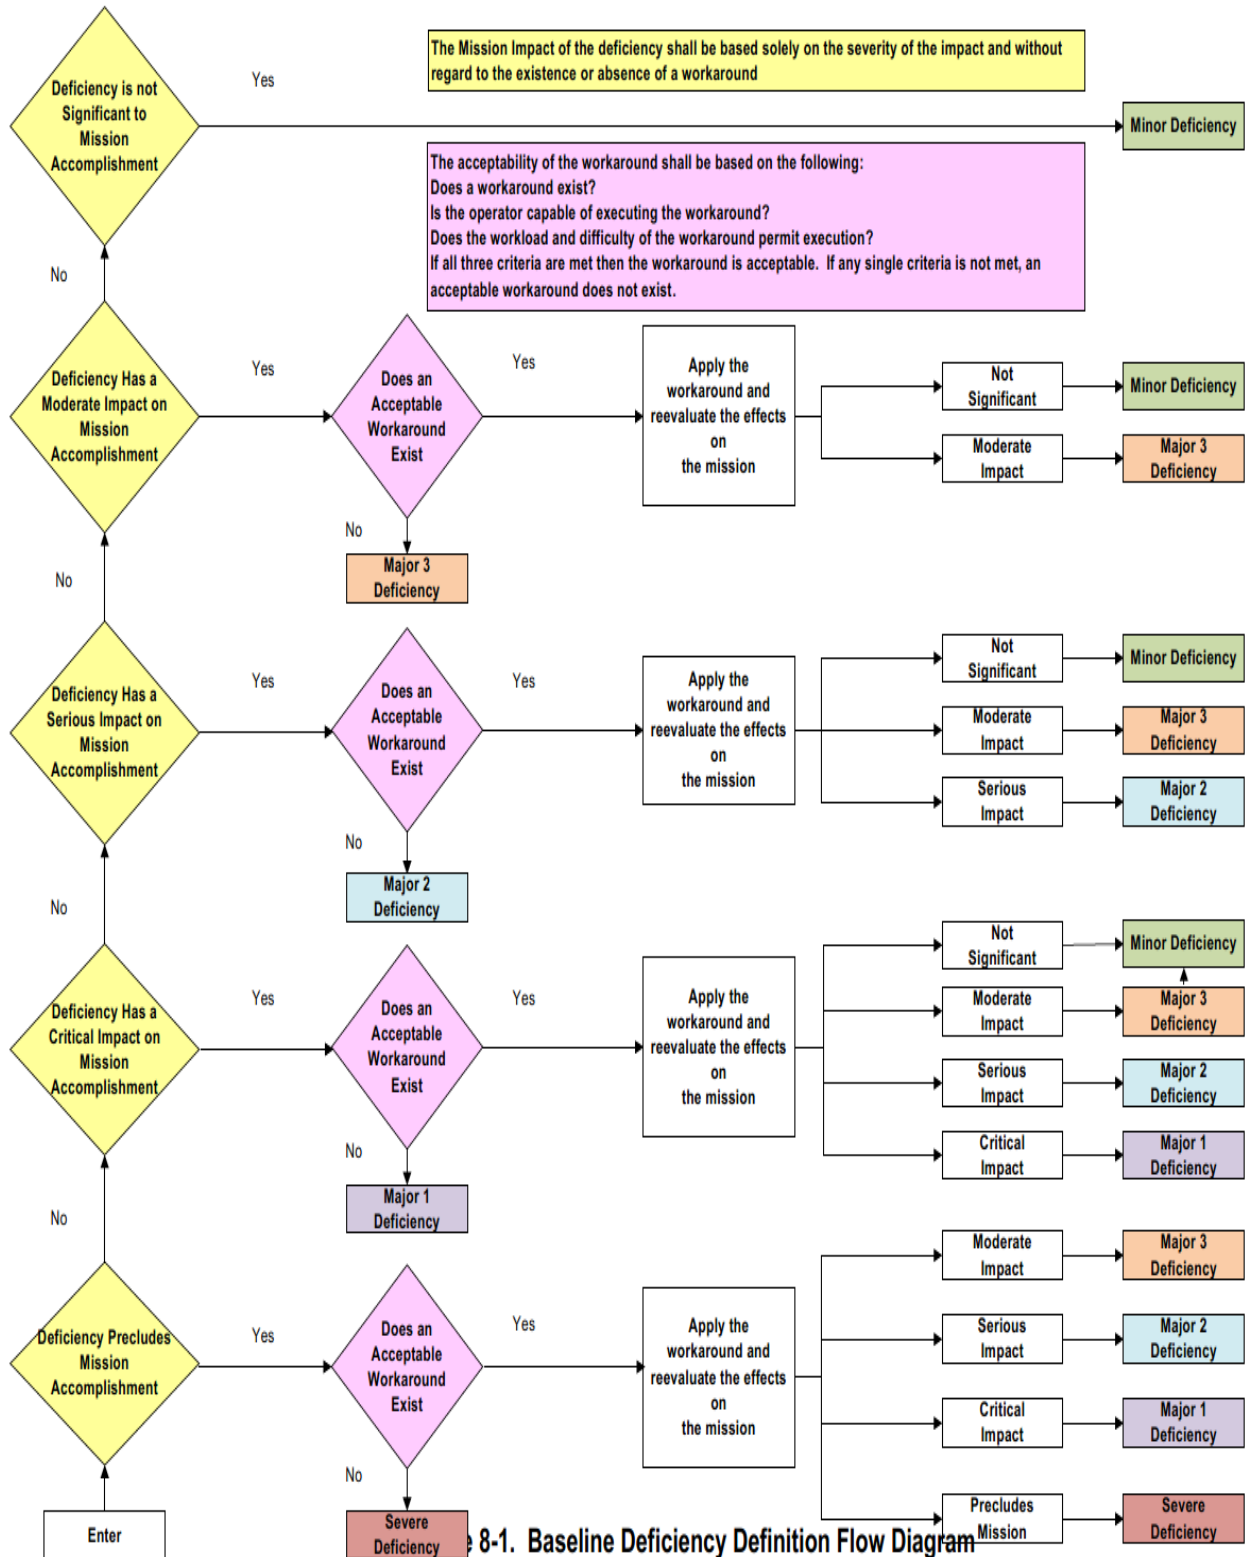 Deficiency is not
Significant to
Mission
Accomplishment
Yes
The Mission Impact of the deficiency shall be based solely on the severity of the impact and without
regard to the existence or absence of a workaround
Minor Deficiency
The acceptability of the workaround shall be based on the following:
Does a workaround exist?
Is the operator capable of executing the workaround?
Does the workload and difficulty of the workaround permit execution?
If all three criteria are met then the workaround is acceptable. If any single criteria is not met, an
acceptable workaround does not exist.
No
Deficiency Has a
Moderate Impact on
Mission
Accomplishment
Yes
Does an
Acceptable
Workaround
Exist
Yes
Apply the
workaround and
reevaluate the effects
on
the mission
Not
Significant
Minor Deficiency
Moderate
Impact
Major 3
Deficiency
No
Major 3
Deficiency
No
Deficiency Has a
Serious Impact on
Mission
Accomplishment
Yes
Does an
Acceptable
Workaround
Exist
Yes
Apply the
workaround and
reevaluate the effects
on
the mission
Not
Significant
Minor Deficiency
Moderate
Impact
Major 3
Deficiency
Serious
Impact
Major 2
Deficiency
No
Major 2
Deficiency
No
Deficiency Has a
Critical Impact on
Mission
Accomplishment
Yes
Does an
Acceptable
Workaround
Exist
Yes
Apply the
workaround and
reevaluate the effects
on
the mission
Not
Significant
Minor Deficiency
Moderate
Impact
Major 3
Deficiency
Serious
Impact
Major 2
Deficiency
Critical
Impact
Major 1
Deficiency
No
Major 1
Deficiency
No
Deficiency Precludes
Mission
Accomplishment
Yes
Does an
Acceptable
Workaround
Exist
Yes
Apply the
workaround and
reevaluate the effects
on
the mission
Moderate
Impact
Major 3
Deficiency
Serious
Impact
Major 2
Deficiency
Critical
Impact
Major 1
Deficiency
Precludes
Mission
Severe
Deficiency
No
Severe
Deficiency
Enter
8-1. Baseline Deficiency Definition Flow Diagram